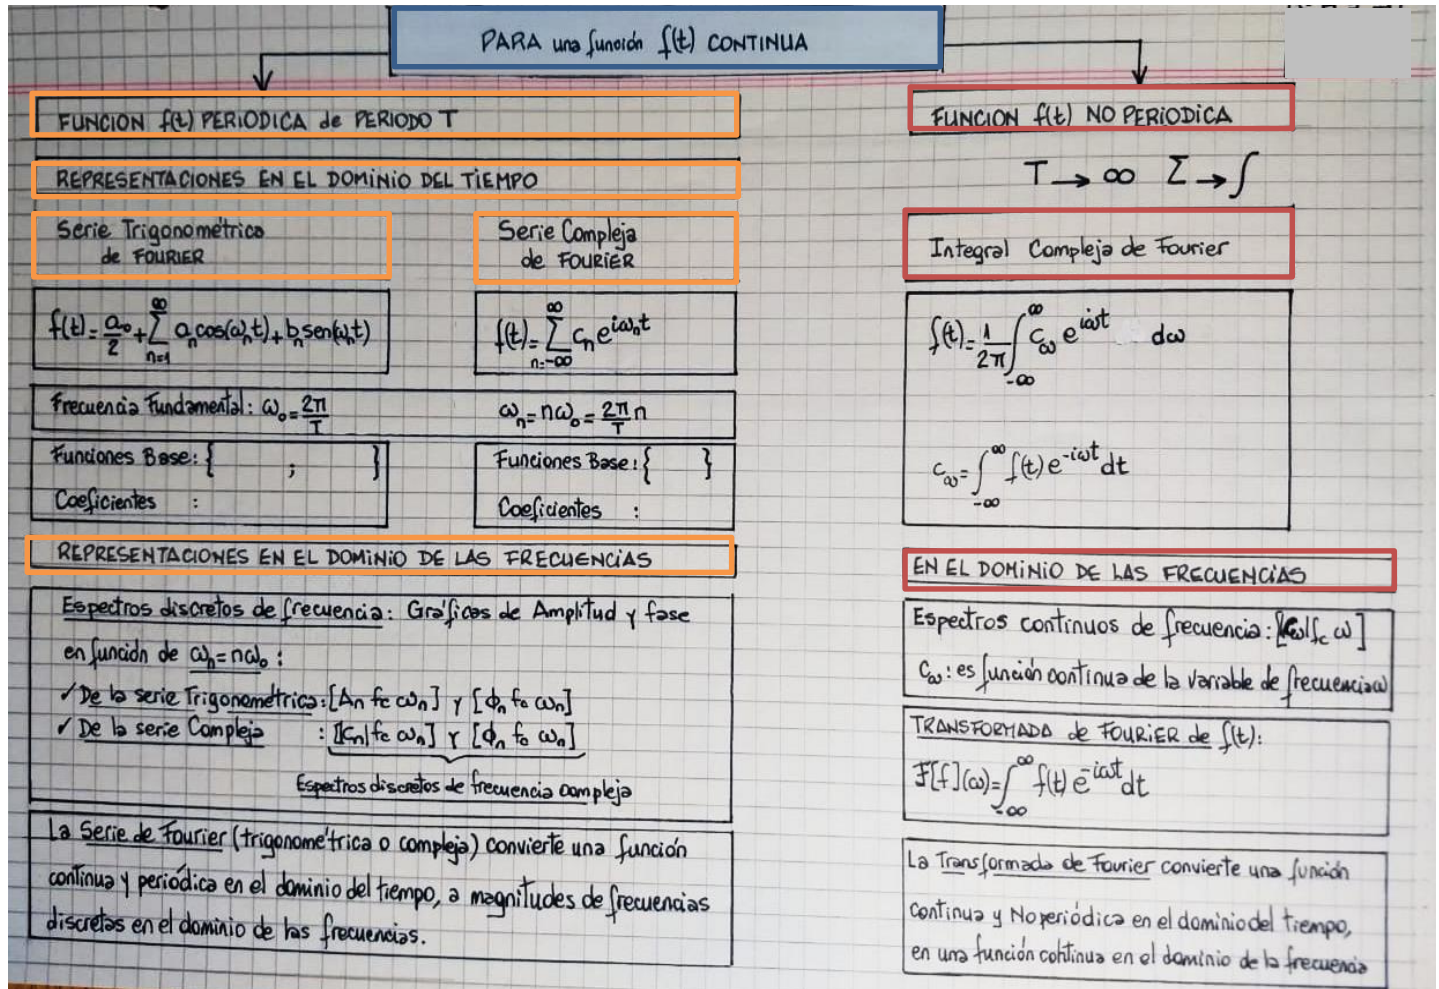 PARA una función f(t) CONTINUA
FUNCION f(t) PERIODICA de PERIODO T
REPRESENTACIONES EN EL DOMINIO DEL TIEMPO
Serie Trigonométrica
de FOURIER
f(t) = a₀/2 + ∑_{n=1}^{∞} aₙcos(ωₙt) + bₙsen(ωₙt)
Serie Compleja
de FOURIER
f(t) = ∑_{n=-∞}^{∞} cₙ e^{iωₙt}
Frecuencia Fundamental: ω₀ = 2π/T
ωₙ = nω₀ = 2π/T n
Funciones Base: { ; }
Coeficientes :
Funciones Base: { }
Coeficientes :
REPRESENTACIONES EN EL DOMINIO DE LAS FRECUENCIAS
Espectros discretos de frecuencia: Gráficas de Amplitud y fase
en función de ωₙ = nω₀ :
✓ De la serie Trigonométrica: [Aₙ fc ωₙ] y [ϕₙ fc ωₙ]
✓ De la serie Compleja : [|cₙ| fc ωₙ] y [ϕₙ fc ωₙ]
Espectros discretos de frecuencia compleja
La Serie de Fourier (trigonométrica o compleja) convierte una función
continua y periódica en el dominio del tiempo, a magnitudes de frecuencias
discretas en el dominio de las frecuencias.
FUNCION f(t) NO PERIODICA
T → ∞ Σ → ∫
Integral Compleja de Fourier
f(t) = 1/2π ∫_{-∞}^{∞} c_ω e^{iωt} dω
c_ω = ∫_{-∞}^{∞} f(t) e^{-iωt} dt
EN EL DOMINIO DE LAS FRECUENCIAS
Espectros continuos de frecuencia: [|c_ω| fc ω]
c_ω: es función continua de la variable de frecuencia ω
TRANSFORMADA de FOURIER de f(t):
F[f](ω) = ∫_{-∞}^{∞} f(t) e^{-iωt} dt
La Transformada de Fourier convierte una función
continua y No periódica en el dominio del tiempo,
en una función continua en el dominio de la frecuencia